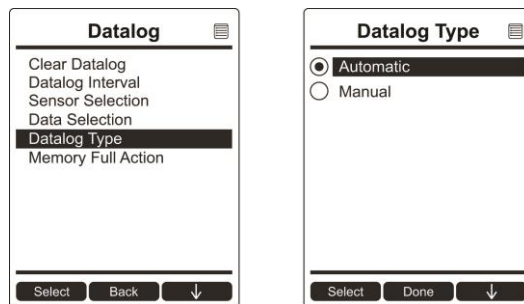 Datalog
Clear Datalog
Datalog Interval
Sensor Selection
Data Selection
Datalog Type
Memory Full Action
Select Back ↓
Datalog Type
Automatic
Manual
Select Done ↓